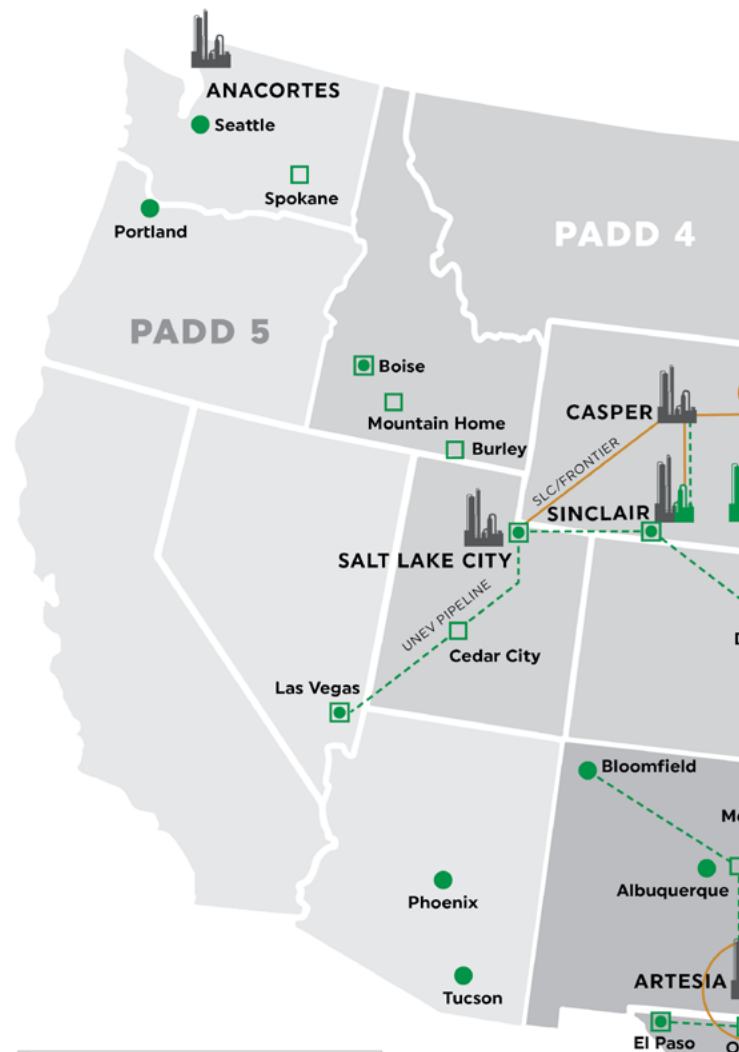 ANACORTES
Seattle
Spokane
Portland
PADD 4
PADD 5
Boise
Mountain Home
Burley
CASPER
SLC/FRONTIER
SINCLAIR
SALT LAKE CITY
UNEV PIPELINE
Cedar City
Las Vegas
Bloomfield
Albuquerque
Phoenix
ARTESIA
Tucson
El Paso